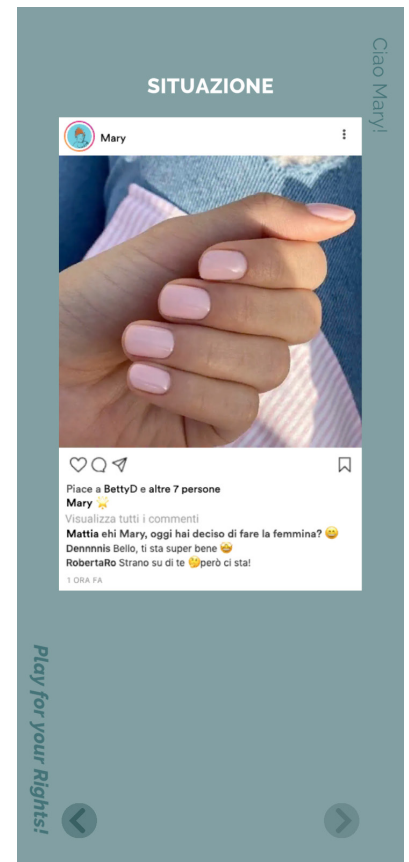 Ciao Mary!
SITUAZIONE
Mary
Piace a BettyD e altre 7 persone
Mary 🌟
Visualizza tutti i commenti
Mattia ehi Mary, oggi hai deciso di fare la femmina? 😄
Dennnnis Bello, ti sta super bene 🤩
RobertaRo Strano su di te 🤔però ci sta!
1 ORA FA
Play for your Rights!